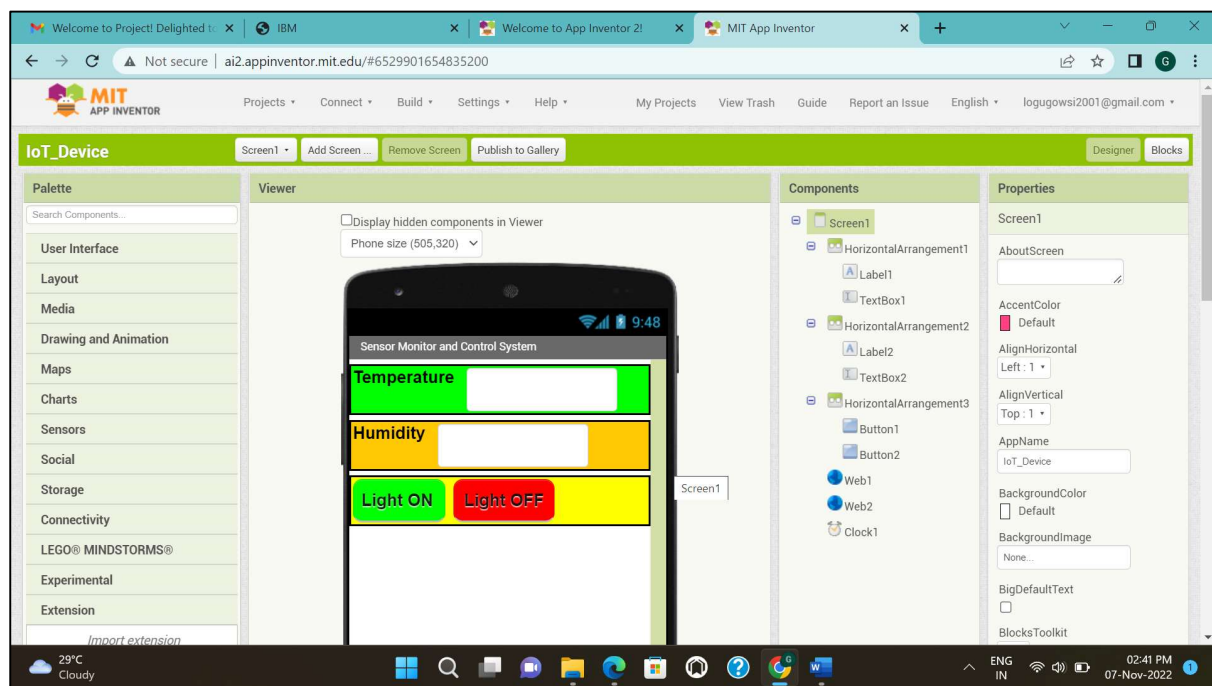 Welcome to Project! Delighted to
IBM
Welcome to App Inventor 2!
MIT App Inventor
Not secure | ai2.appinventor.mit.edu/#6529901654835200
G
MIT
APP INVENTOR
Projects Connect Build Settings Help My Projects View Trash Guide Report an Issue English logugowsi2001@gmail.com
IoT_Device
Screen1 Add Screen ... Remove Screen Publish to Gallery Designer Blocks
Palette
Search Components...
User Interface
Layout
Media
Drawing and Animation
Maps
Charts
Sensors
Social
Storage
Connectivity
LEGO® MINDSTORMS®
Experimental
Extension
Import extension
Viewer
Display hidden components in Viewer
Phone size (505,320)
9:48
Sensor Monitor and Control System
Temperature
Humidity
Light ON Light OFF
Screen1
Components
Screen1
HorizontalArrangement1
A Label1
TextBox1
HorizontalArrangement2
A Label2
TextBox2
HorizontalArrangement3
Button1
Button2
Web1
Web2
Clock1
Properties
Screen1
AboutScreen
AccentColor
Default
AlignHorizontal
Left : 1
AlignVertical
Top : 1
AppName
IoT_Device
BackgroundColor
Default
BackgroundImage
None...
BigDefaultText
BlocksToolkit
29°C
Cloudy
W
ENG
IN
02:41 PM
07-Nov-2022
1